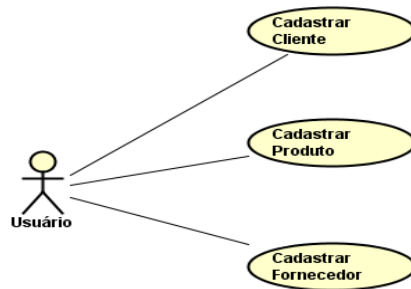 Cadastrar
Cliente
Cadastrar
Produto
Usuário
Cadastrar
Fornecedor